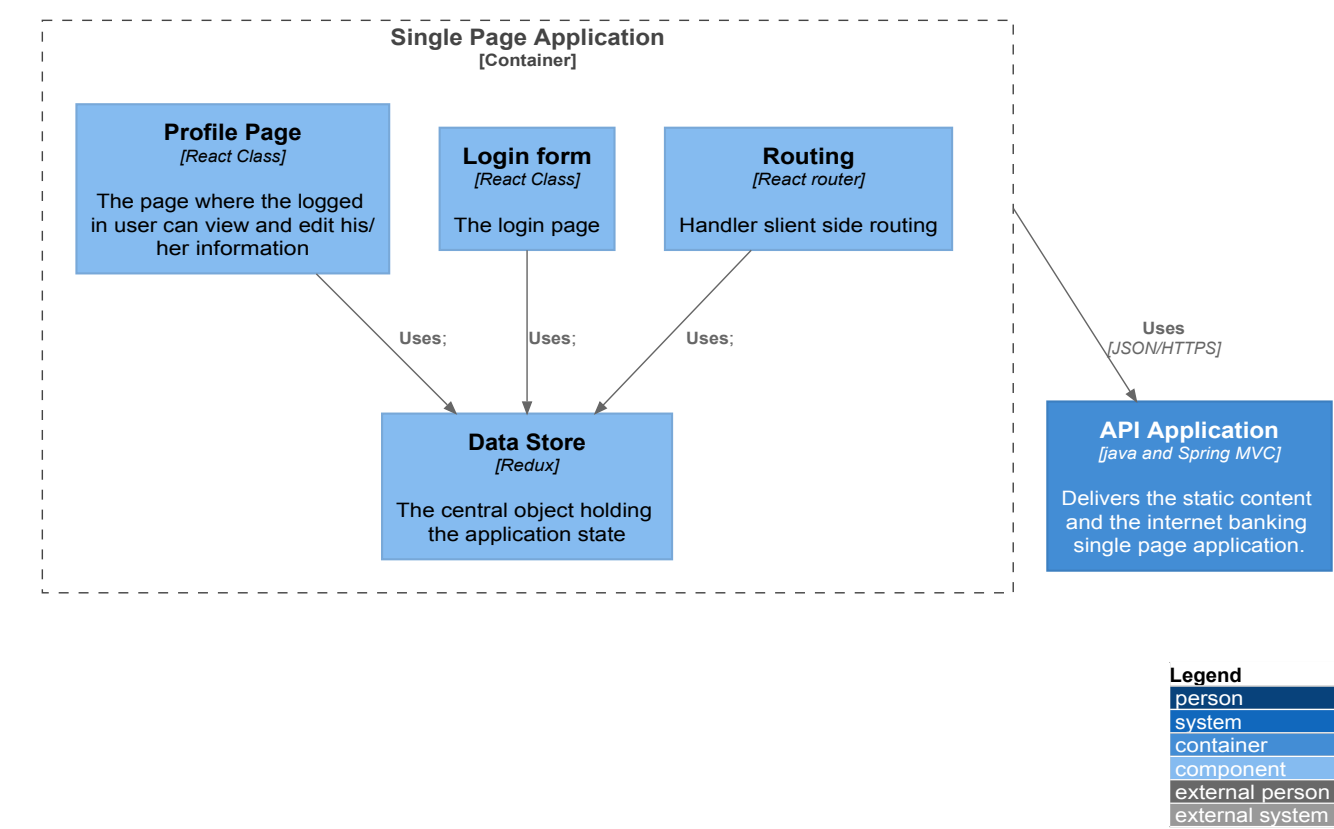 Single Page Application
[Container]
Profile Page
[React Class]
The page where the logged
in user can view and edit his/
her information
Login form
[React Class]
The login page
Routing
[React router]
Handler slient side routing
Uses;
Uses;
Uses;
Uses
[JSON/HTTPS]
Data Store
[Redux]
The central object holding
the application state
API Application
[java and Spring MVC]
Delivers the static content
and the internet banking
single page application.
Legend
person
system
container
component
external person
external system